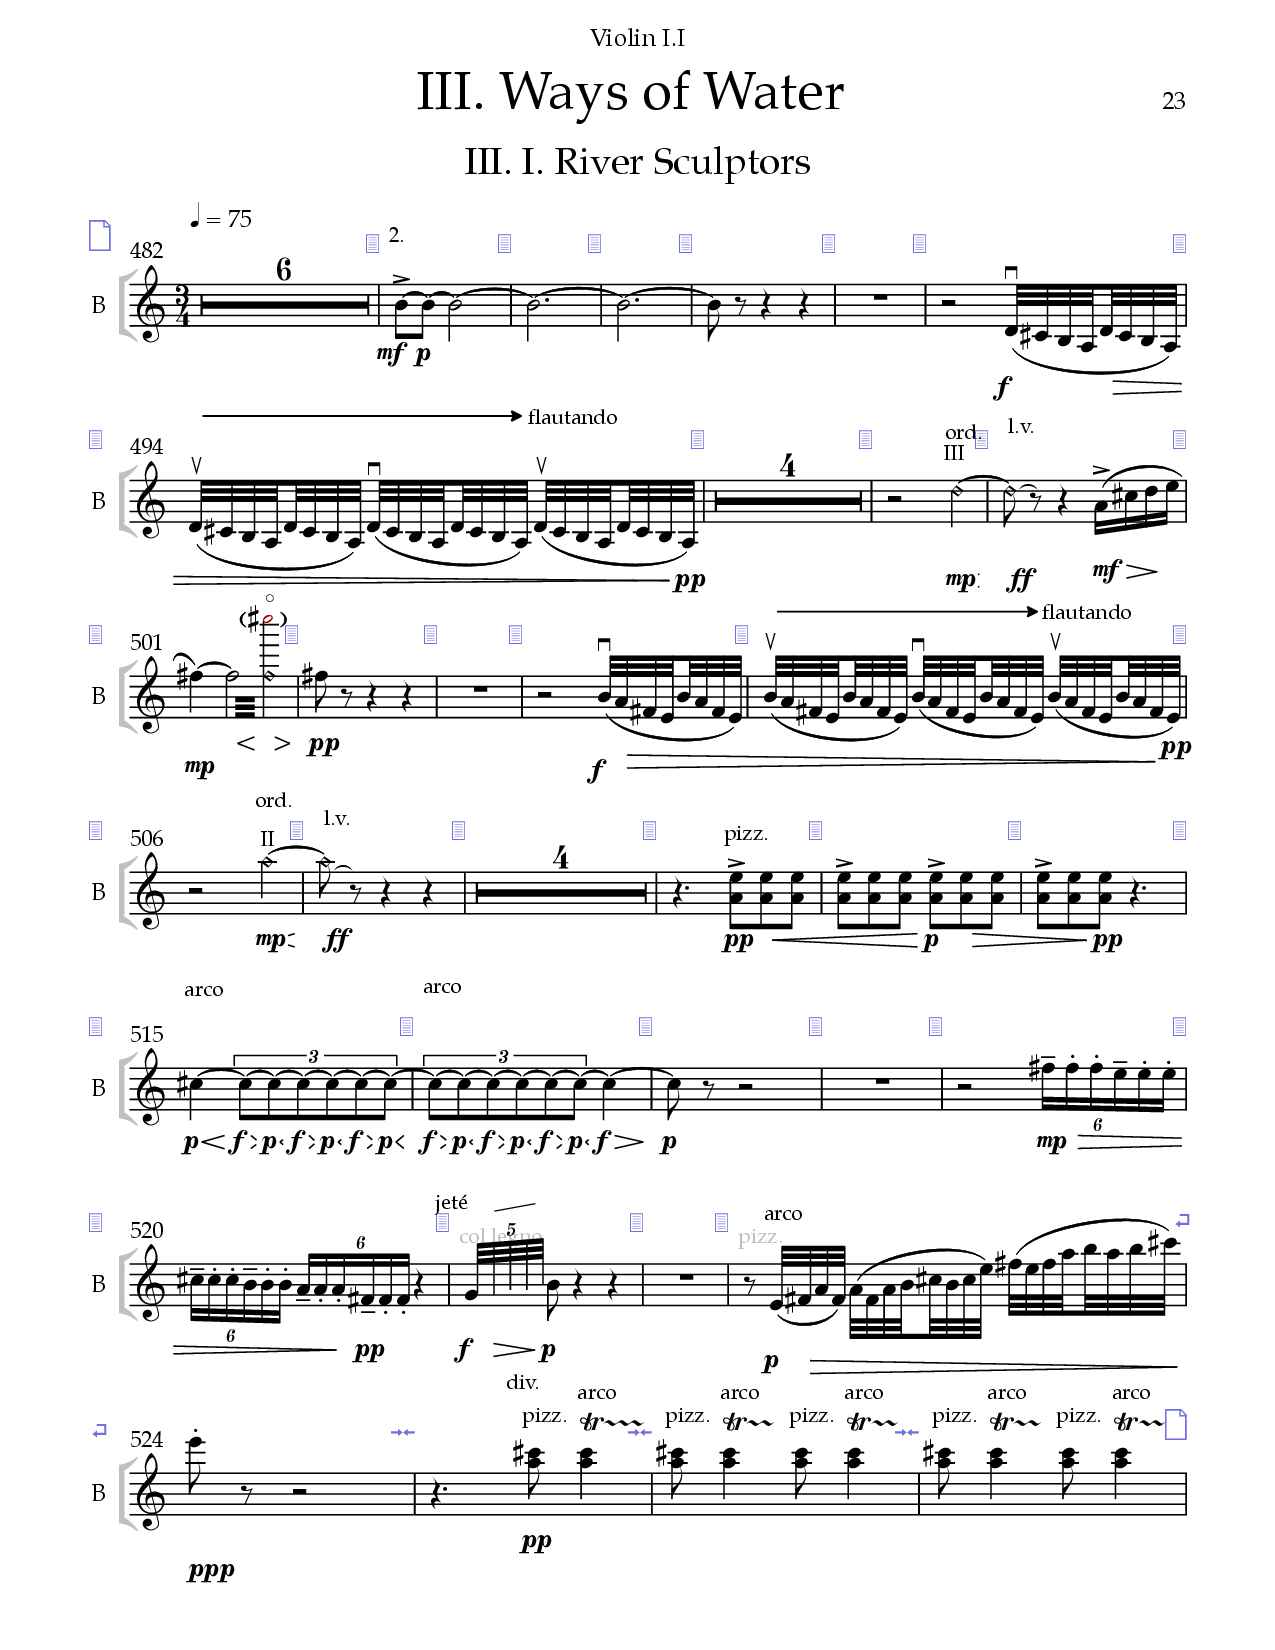 Violin I.I
III. Ways of Water
23
III. I. River Sculptors
= 75
482
6
2.
B
3
4
mf p
f
flautando
494
ord.
l.v.
III
4
B
pp
mp
ff
mf
501
flautando
B
mp
pp
f
pp
ord.
l.v.
506
II
4
pizz.
B
mp
ff
pp
p
pp
arco
arco
515
3
3
B
p f p f p f p
f p f p f p f
p
mp
6
jeté
520
6
col legno
5
pizz.
arco
B
6
pp
f
p
p
div.
arco
arco
arco
arco
arco
524
pizz.
tr
pizz.
tr
pizz.
tr
pizz.
tr
pizz.
tr
B
ppp
pp